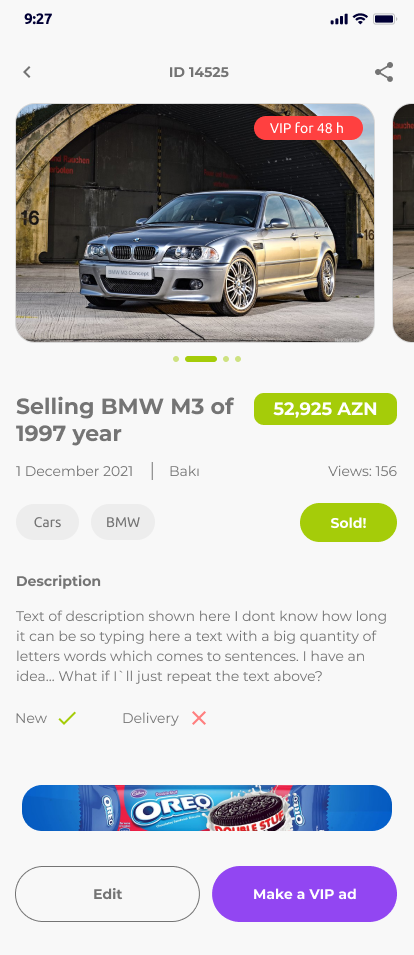 9:27
ID 14525
VIP for 48 h
16
16
BMW M3 Concept
Selling BMW M3 of
1997 year
52,925 AZN
1 December 2021
Bakı
Views: 156
Cars
BMW
Sold!
Description
Text of description shown here I dont know how long
it can be so typing here a text with a big quantity of
letters words which comes to sentences. I have an
idea... What if I`ll just repeat the text above?
New
Delivery
OREO
DOUBLE STUF
Edit
Make a VIP ad